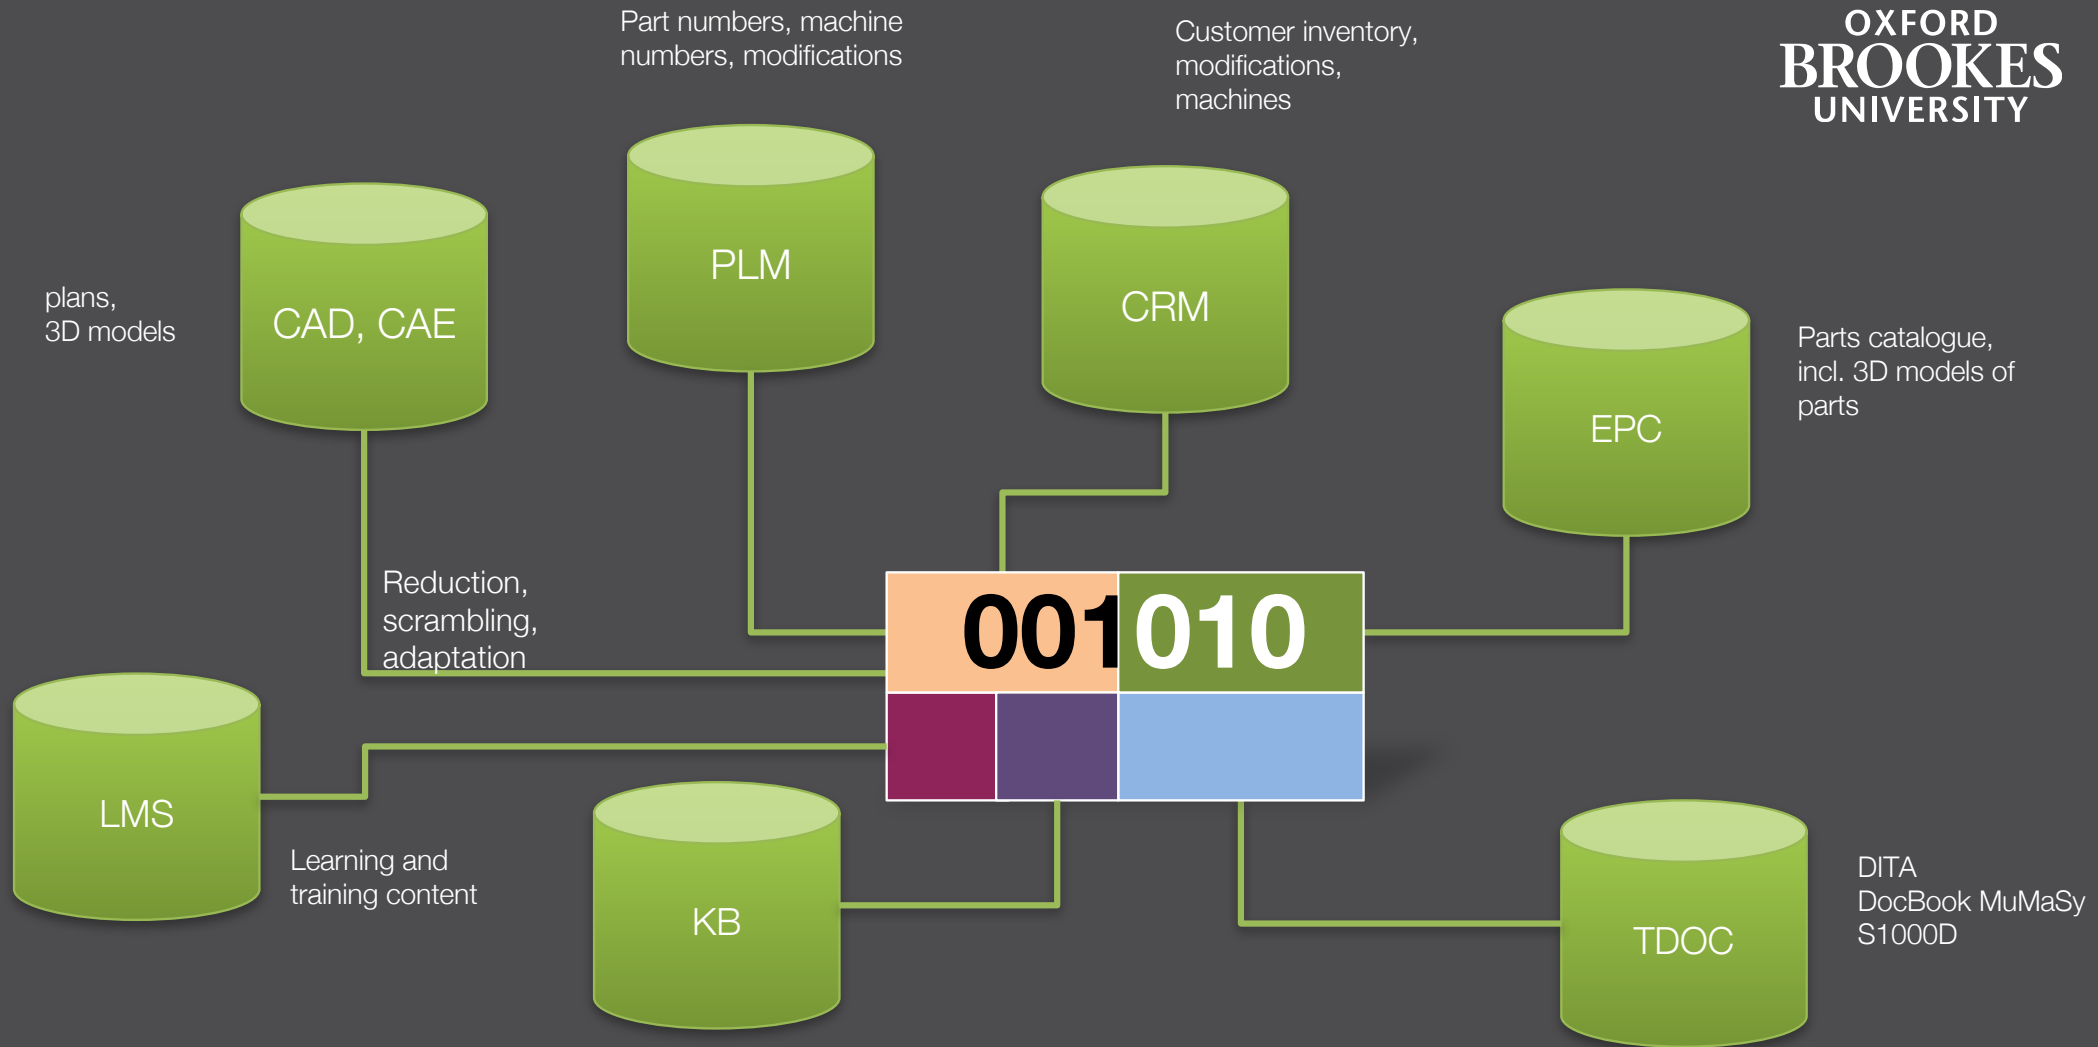 Part numbers, machine
numbers, modifications
Customer inventory,
modifications,
machines
OXFORD
BROOKES
UNIVERSITY
plans,
3D models
CAD, CAE
PLM
CRM
EPC
Parts catalogue,
incl. 3D models of
parts
Reduction,
scrambling,
adaptation
001
010
LMS
Learning and
training content
KB
TDOC
DITA
DocBook MuMaSy
S1000D